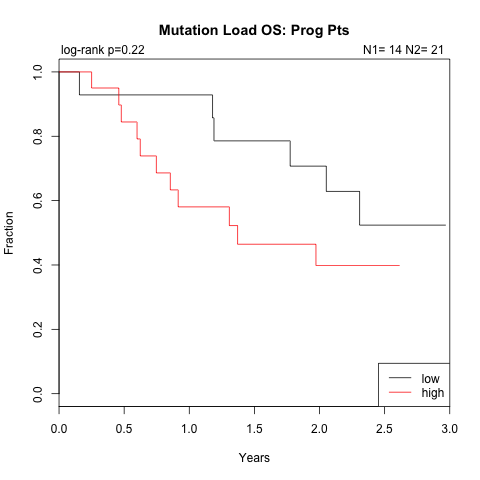 Mutation Load OS: Prog Pts
log-rank p=0.22
N1= 14 N2= 21
Fraction
1.0
0.8
0.6
0.4
0.2
0.0
low
high
0.0 0.5 1.0 1.5 2.0 2.5 3.0
Years